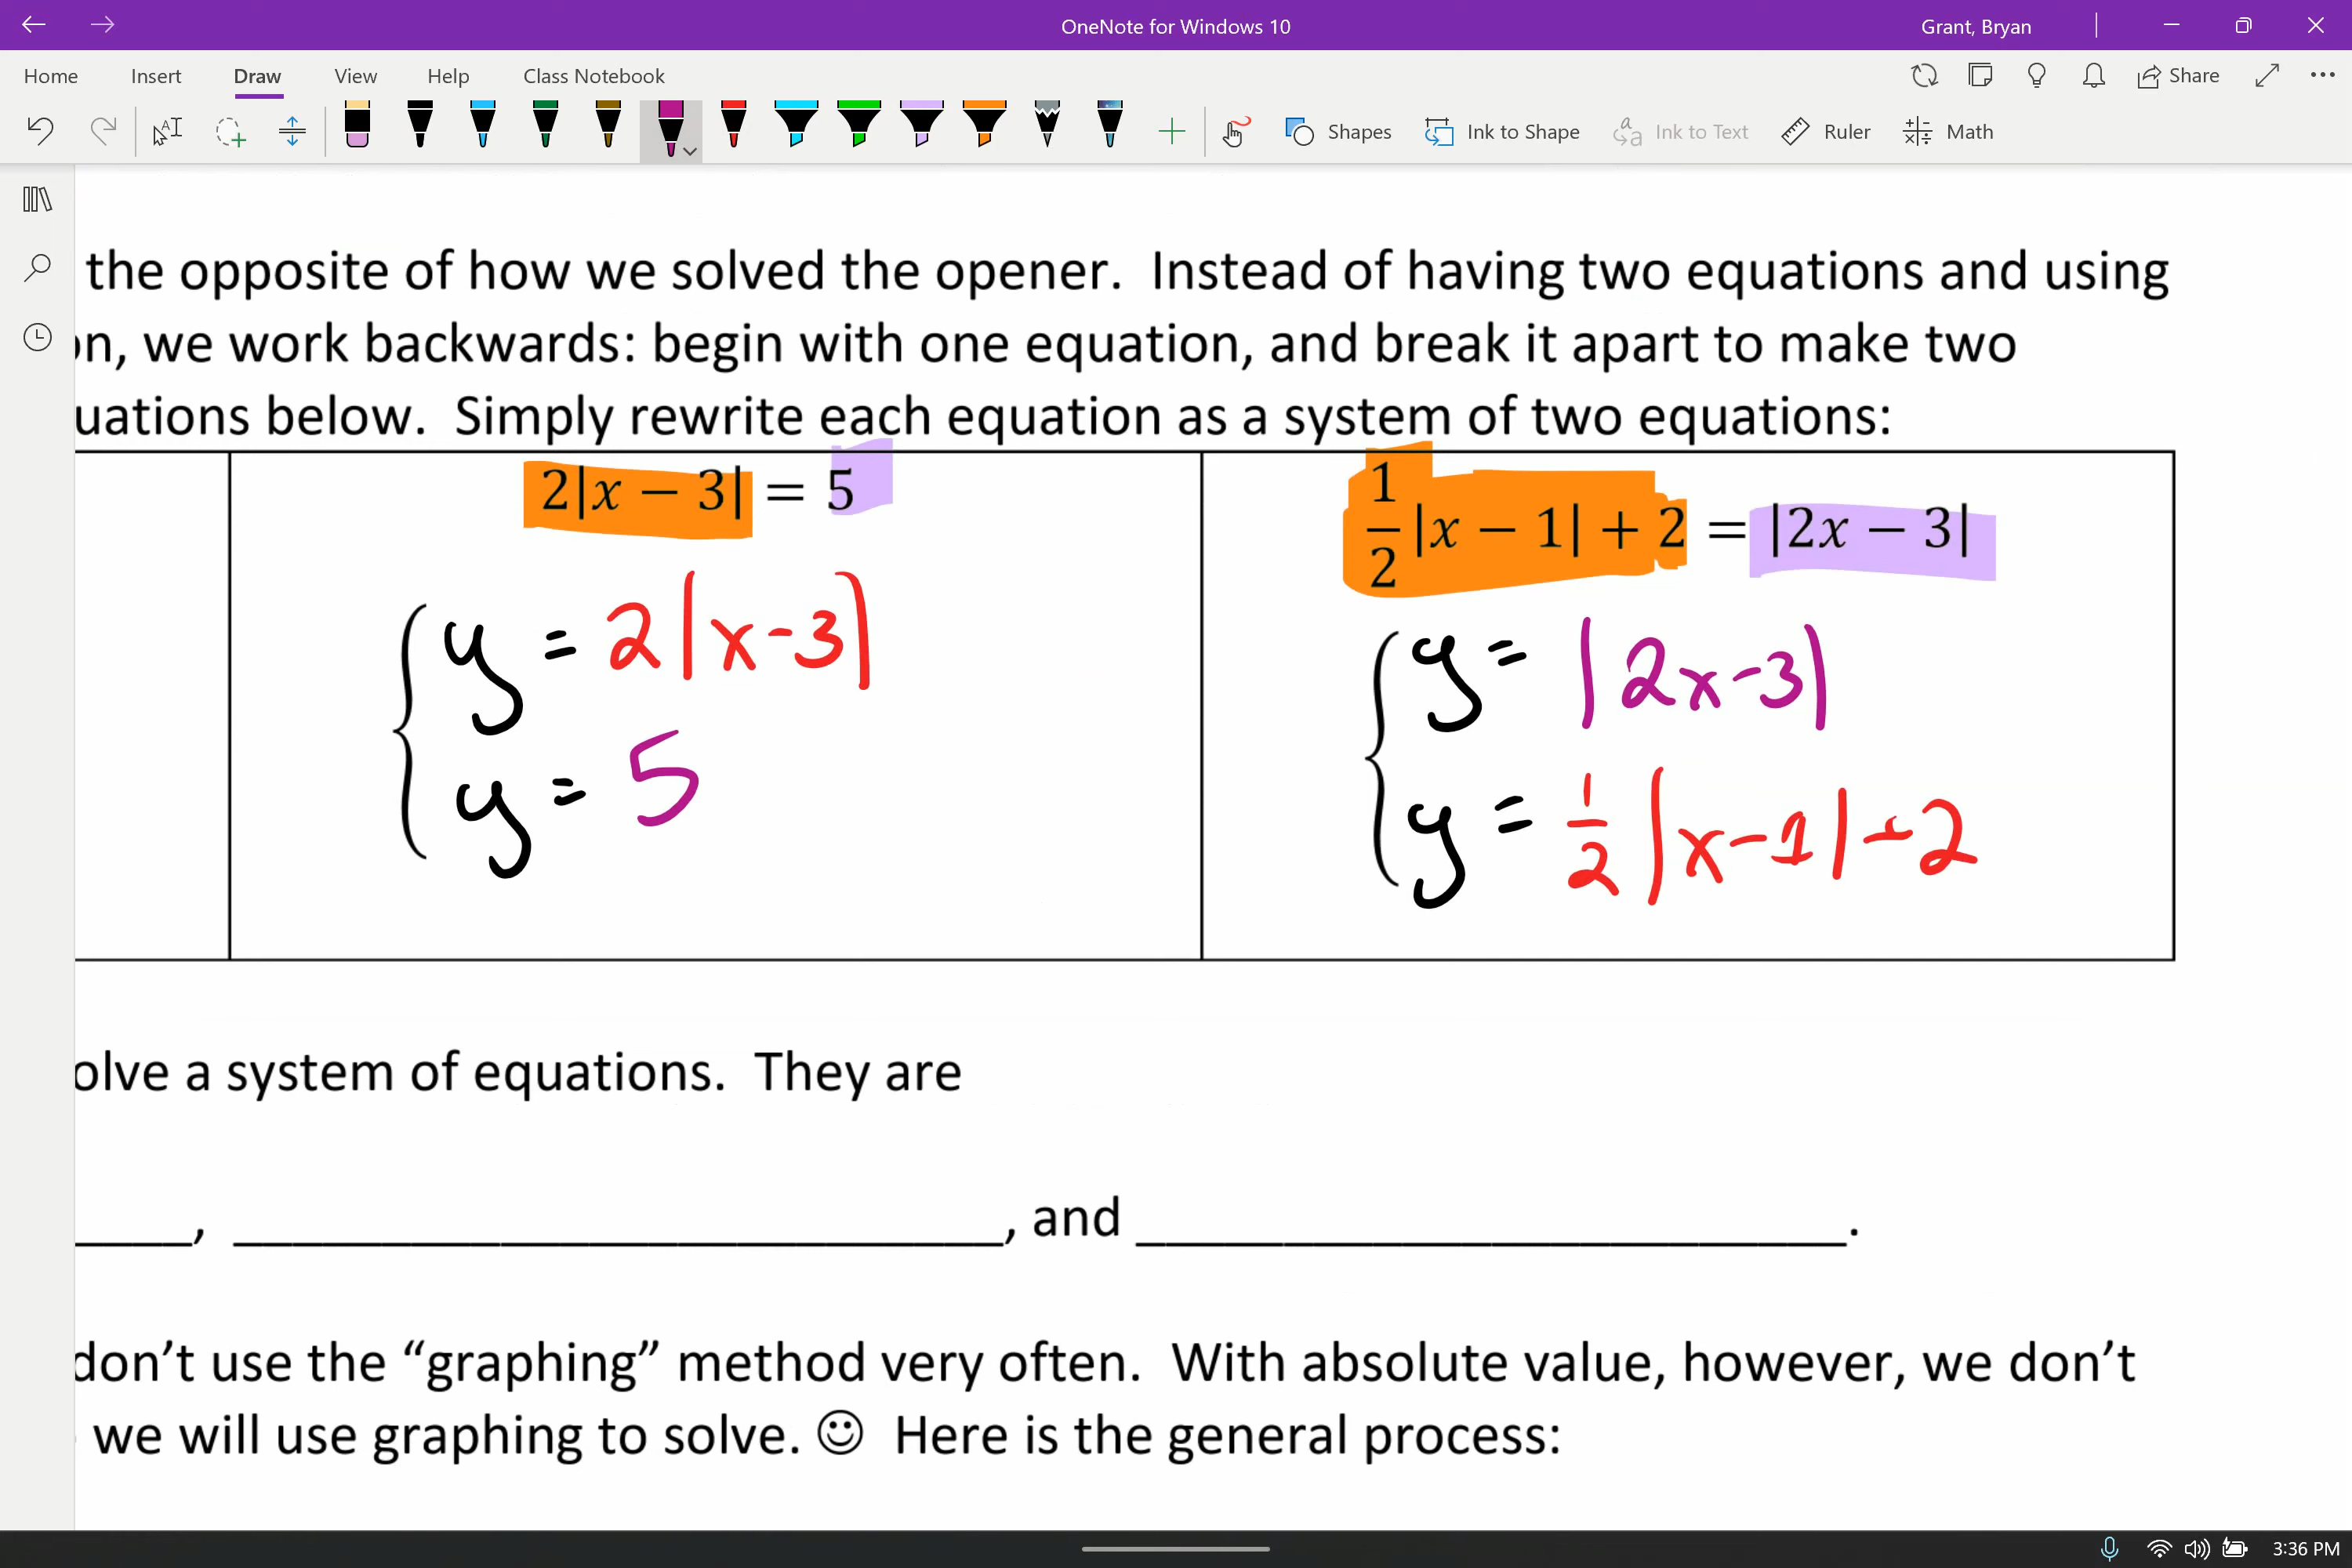 OneNote for Windows 10
Grant, Bryan
Home Insert Draw View Help Class Notebook
Share
Shapes Ink to Shape Ink to Text Ruler Math
the opposite of how we solved the opener. Instead of having two equations and using
on, we work backwards: begin with one equation, and break it apart to make two
uations below. Simply rewrite each equation as a system of two equations:
2|x − 3| = 5
y = 2|x-3|
y = 5
1/2|x − 1| + 2 = |2x − 3|
y = |2x-3|
y = 1/2|x-1|+2
olve a system of equations. They are
______, __________________________, and ________________________.
don't use the “graphing” method very often. With absolute value, however, we don't
we will use graphing to solve. ☺ Here is the general process:
3:36 PM